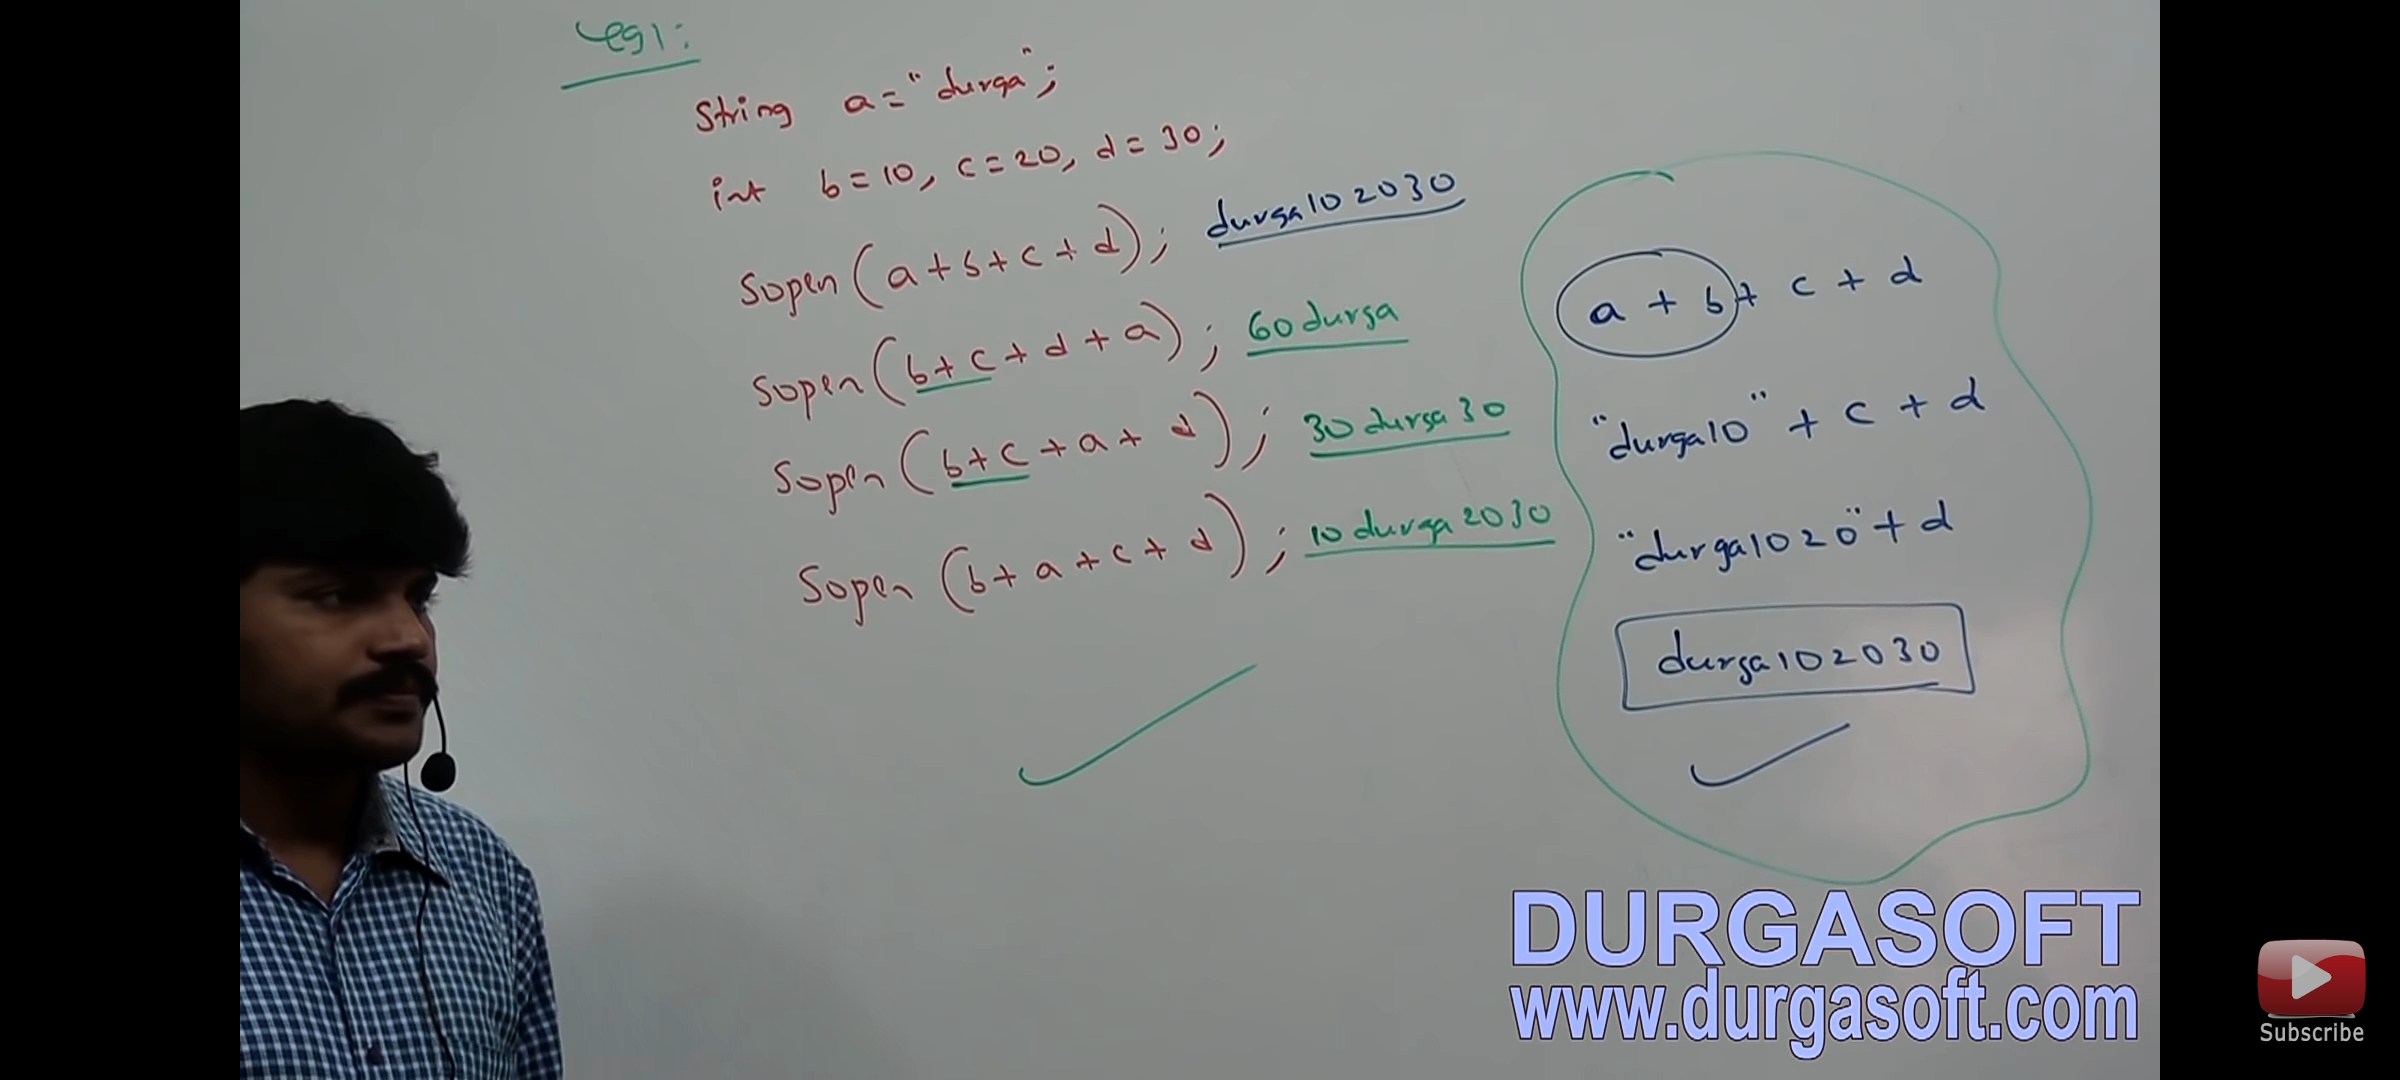 eg1:
String a="durga";
int b=10, c=20, d=30;
Sopln(a+b+c+d); durga102030
Sopln(b+c+d+a); 60durga
Sopln(b+c+a+d); 30durga30
Sopln(b+a+c+d); 10durga2030
a+b+c+d
"durga10"+c+d
"durga1020"+d
durga102030
DURGASOFT
www.durgasoft.com
Subscribe